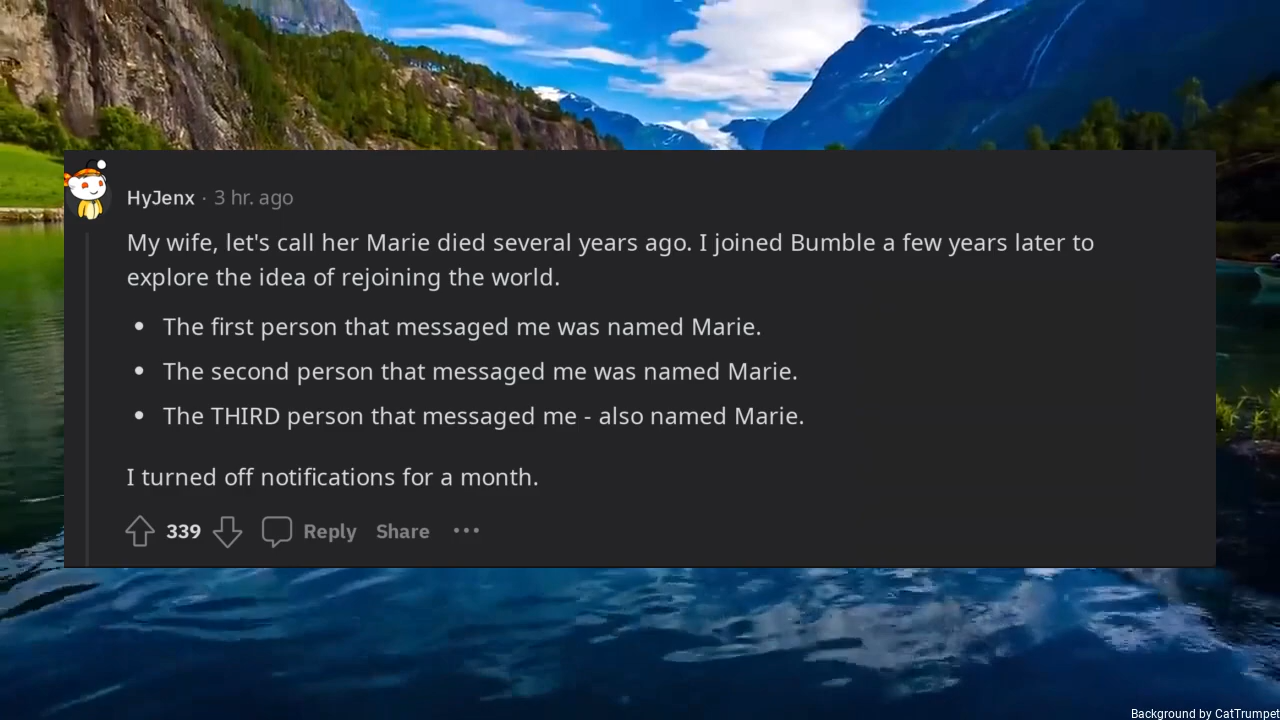 HyJenx · 3 hr. ago
My wife, let's call her Marie died several years ago. I joined Bumble a few years later to
explore the idea of rejoining the world.
• The first person that messaged me was named Marie.
• The second person that messaged me was named Marie.
• The THIRD person that messaged me - also named Marie.
I turned off notifications for a month.
339 Reply Share •••
Background by CatTrumpet